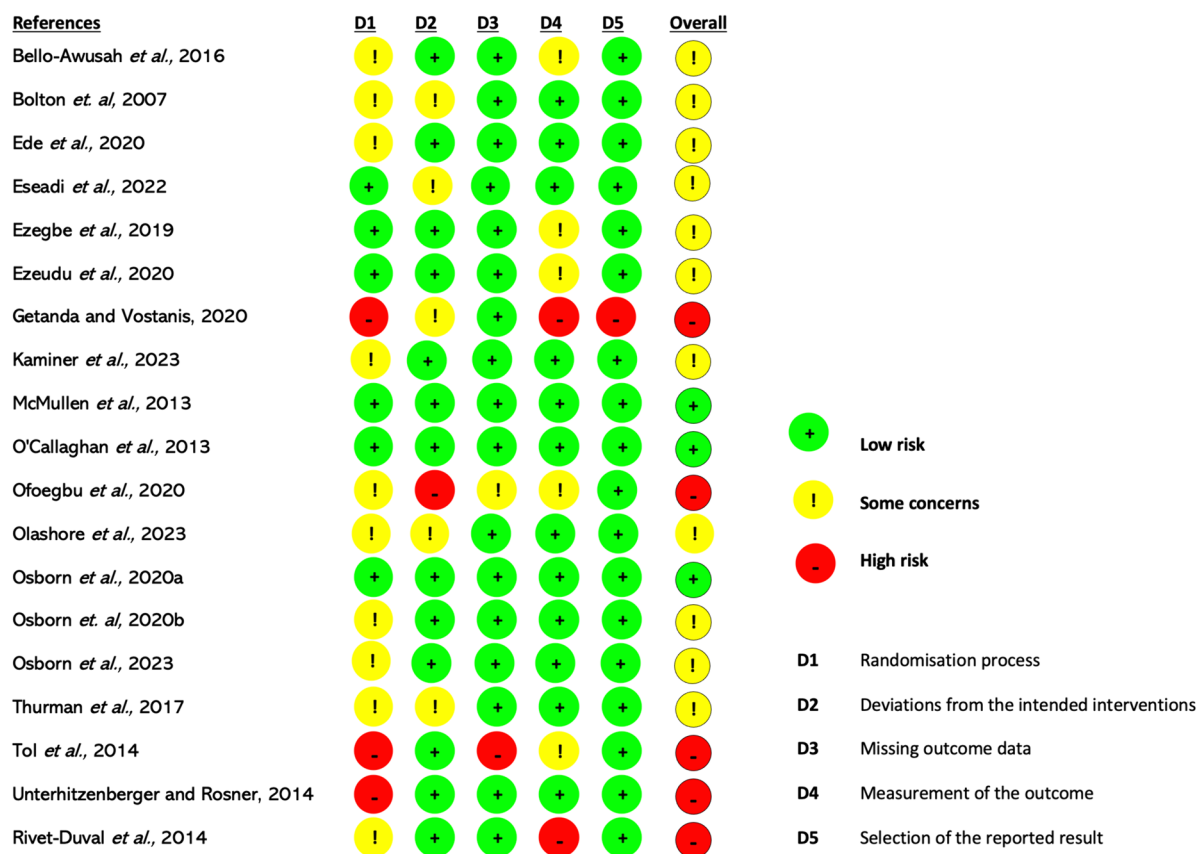 References D1 D2 D3 D4 D5 Overall
Bello-Awusah et al., 2016 ! + + ! + !
Bolton et. al, 2007 ! ! + + + !
Ede et al., 2020 ! + + + + !
Eseadi et al., 2022 + ! + + + !
Ezegbe et al., 2019 + + + ! + !
Ezeudu et al., 2020 + + + ! + !
Getanda and Vostanis, 2020 - ! + - - -
Kaminer et al., 2023 ! + + + + !
McMullen et al., 2013 + + + + + +
O'Callaghan et al., 2013 + + + + + +
Ofoegbu et al., 2020 ! - ! ! + -
Olashore et al., 2023 ! ! + + + !
Osborn et al., 2020a + + + + + +
Osborn et. al, 2020b ! + + + + !
Osborn et al., 2023 ! + + + + !
Thurman et al., 2017 ! ! + + + !
Tol et al., 2014 - + - ! + -
Unterhitzenberger and Rosner, 2014 - + + + + -
Rivet-Duval et al., 2014 ! + + - + -
+ Low risk
! Some concerns
- High risk
D1 Randomisation process
D2 Deviations from the intended interventions
D3 Missing outcome data
D4 Measurement of the outcome
D5 Selection of the reported result